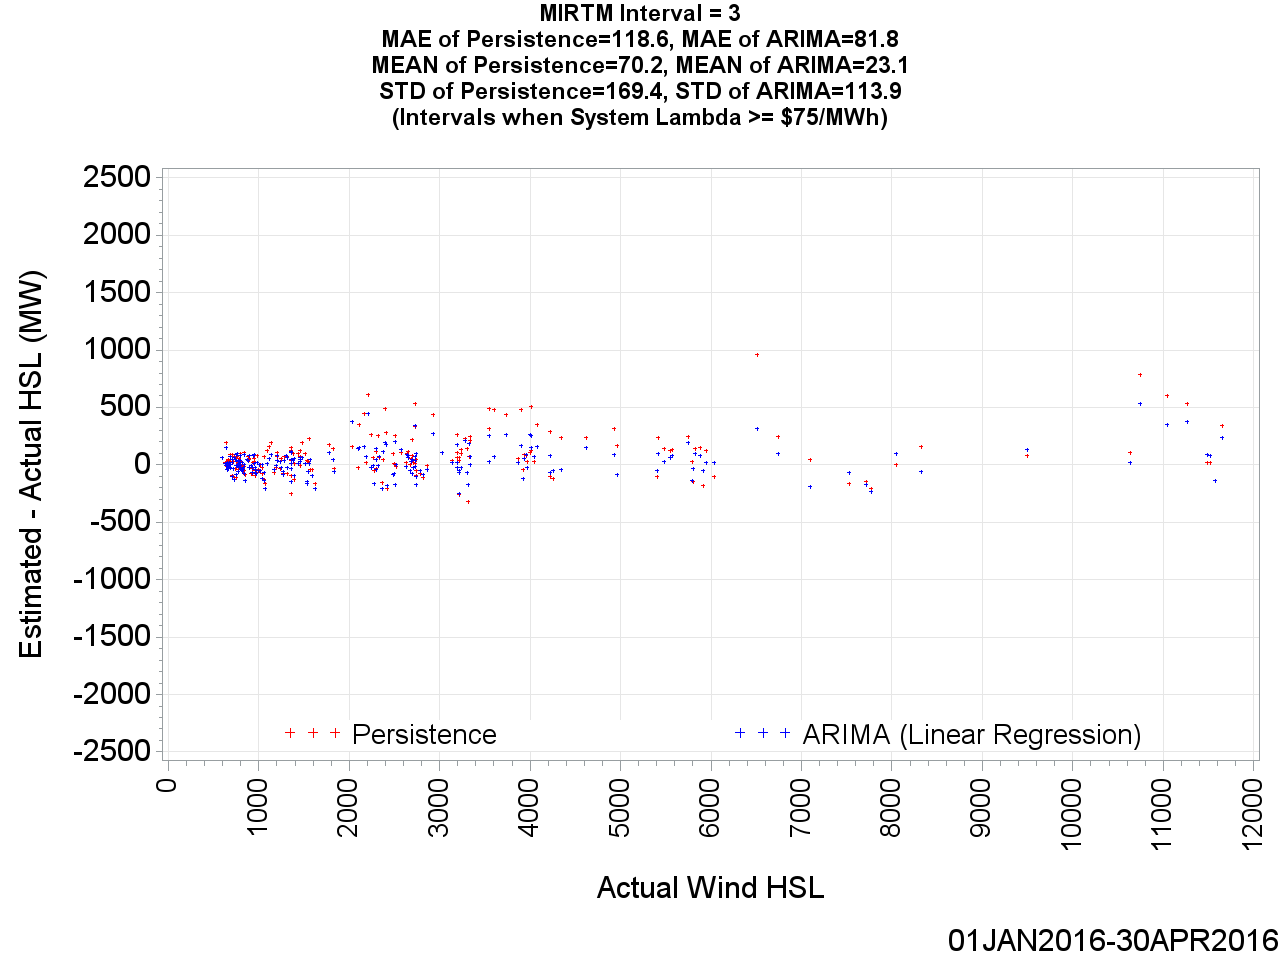 MIRTM Interval = 3
MAE of Persistence=118.6, MAE of ARIMA=81.8
MEAN of Persistence=70.2, MEAN of ARIMA=23.1
STD of Persistence=169.4, STD of ARIMA=113.9
(Intervals when System Lambda >= $75/MWh)
Estimated - Actual HSL (MW)
2500
2000
1500
1000
500
0
-500
-1000
-1500
-2000
-2500
Persistence
ARIMA (Linear Regression)
0
1000
2000
3000
4000
5000
6000
7000
8000
9000
10000
11000
12000
Actual Wind HSL
01JAN2016-30APR2016